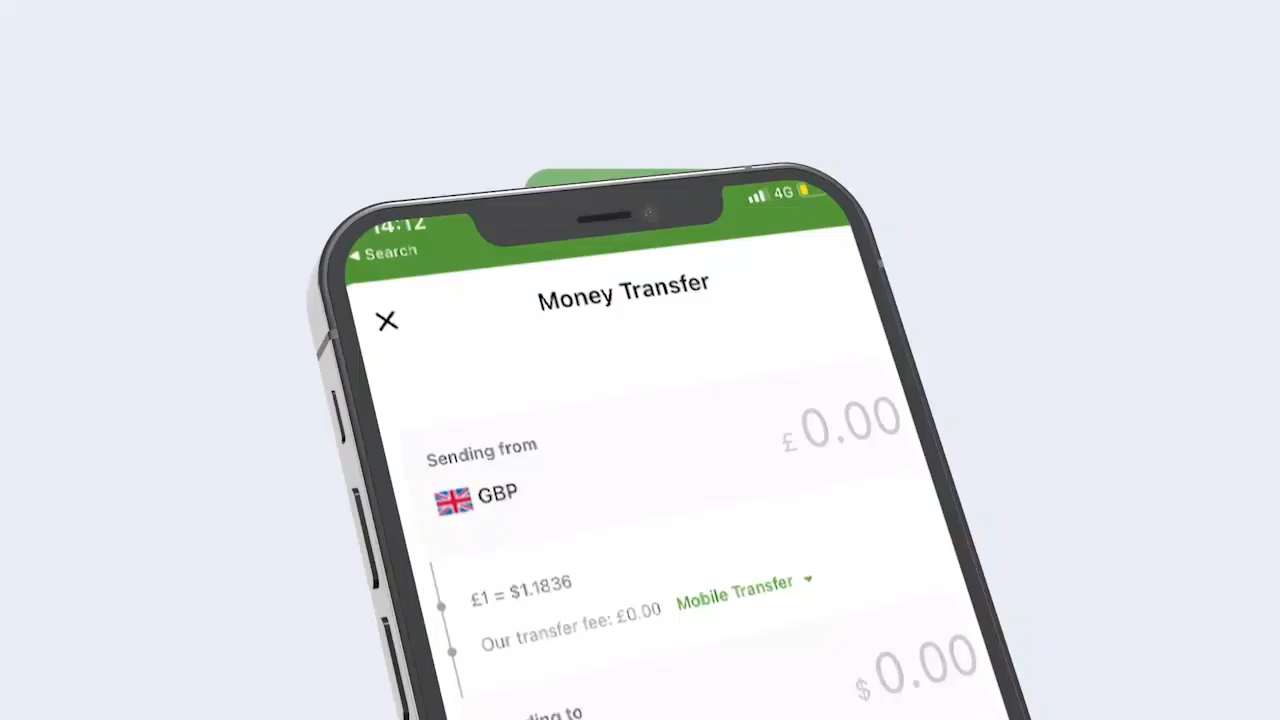 14:12
4G
Search
Money Transfer
Sending from
£0.00
GBP
£1 = $1.1836
Our transfer fee: £0.00 Mobile Transfer
$0.00
to